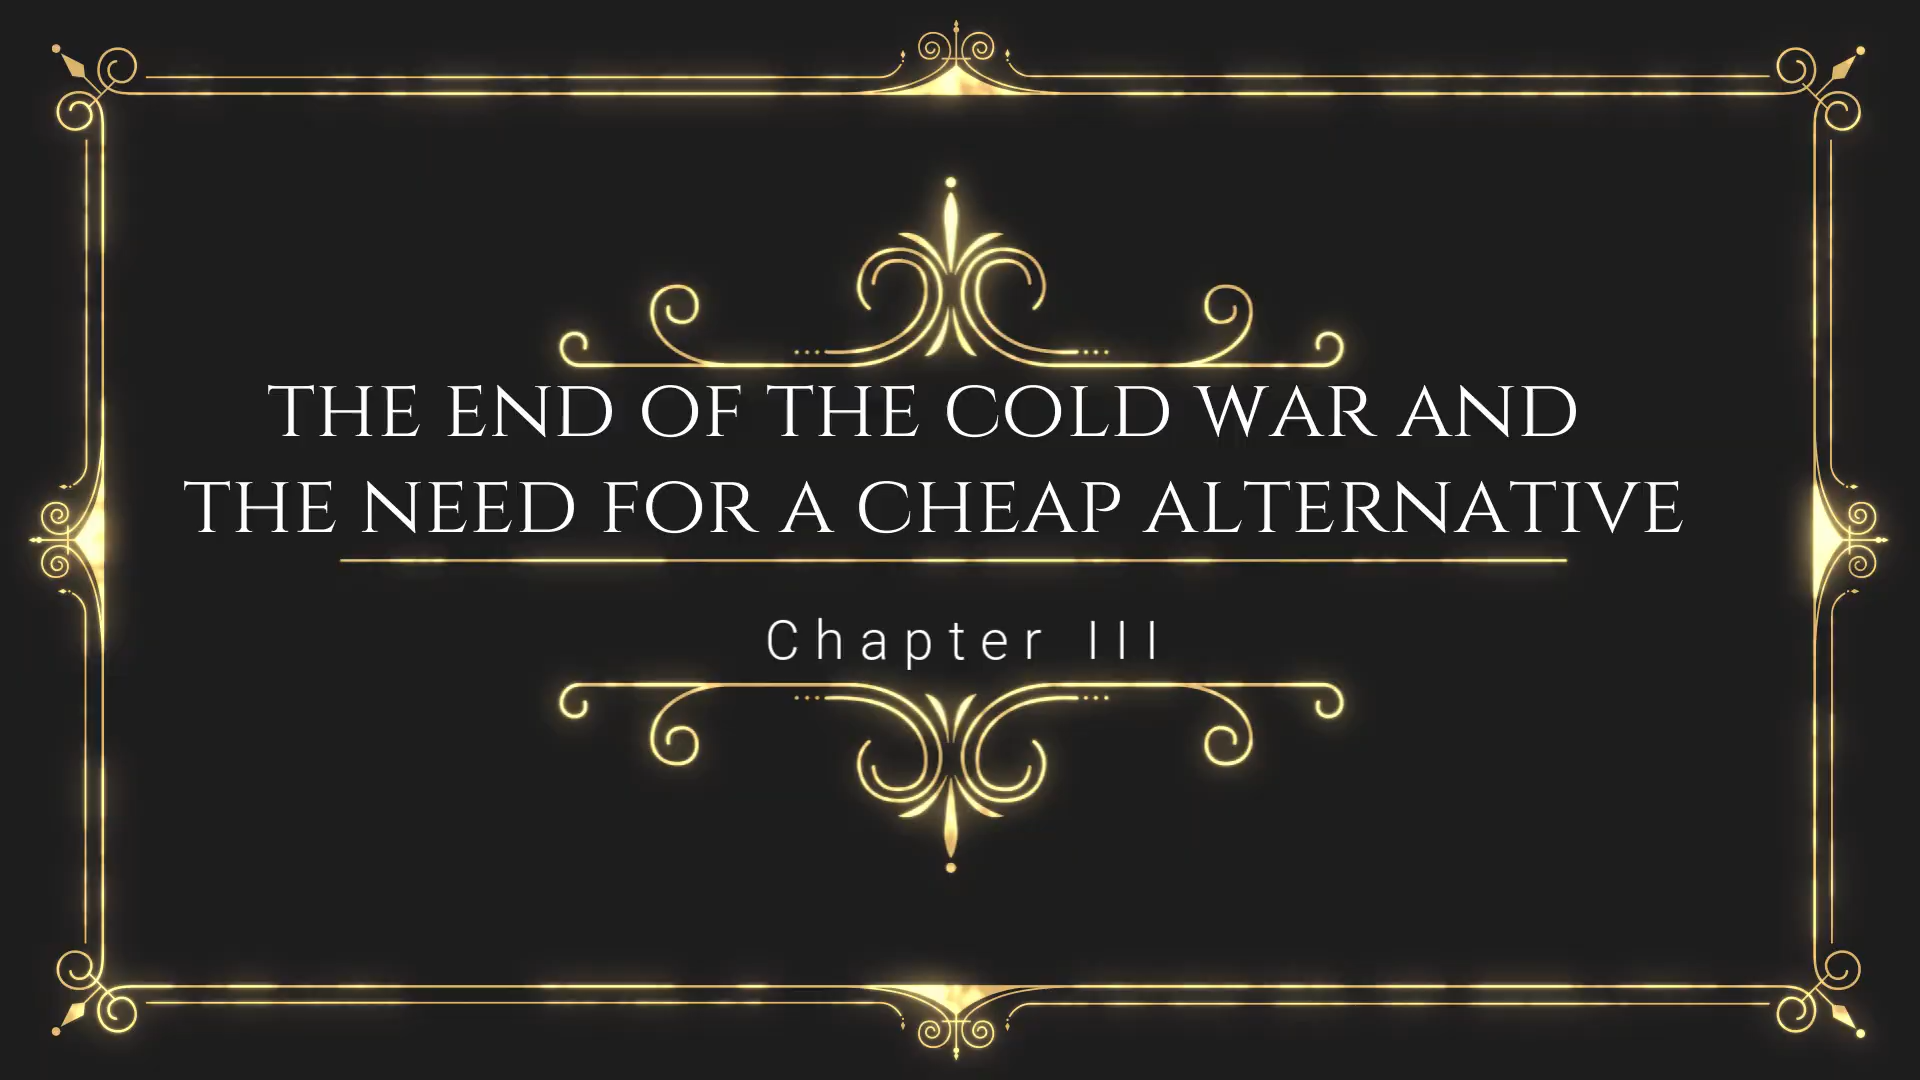 THE END OF THE COLD WAR AND
THE NEED FOR A CHEAP ALTERNATIVE
Chapter III